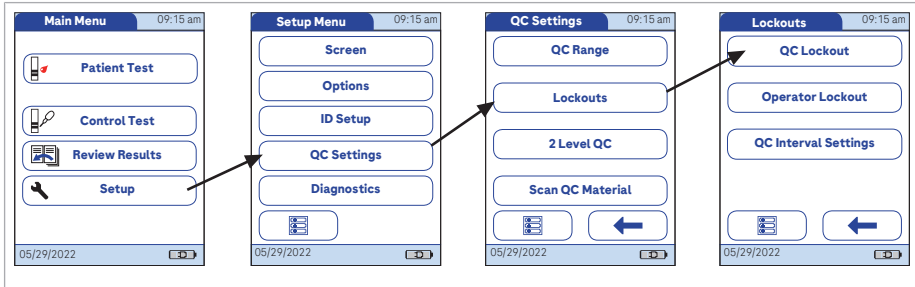 Main Menu
09:15 am
Patient Test
Control Test
Review Results
Setup
05/29/2022
Setup Menu
09:15 am
Screen
Options
ID Setup
QC Settings
Diagnostics
05/29/2022
QC Settings
09:15 am
QC Range
Lockouts
2 Level QC
Scan QC Material
05/29/2022
Lockouts
09:15 am
QC Lockout
Operator Lockout
QC Interval Settings
05/29/2022